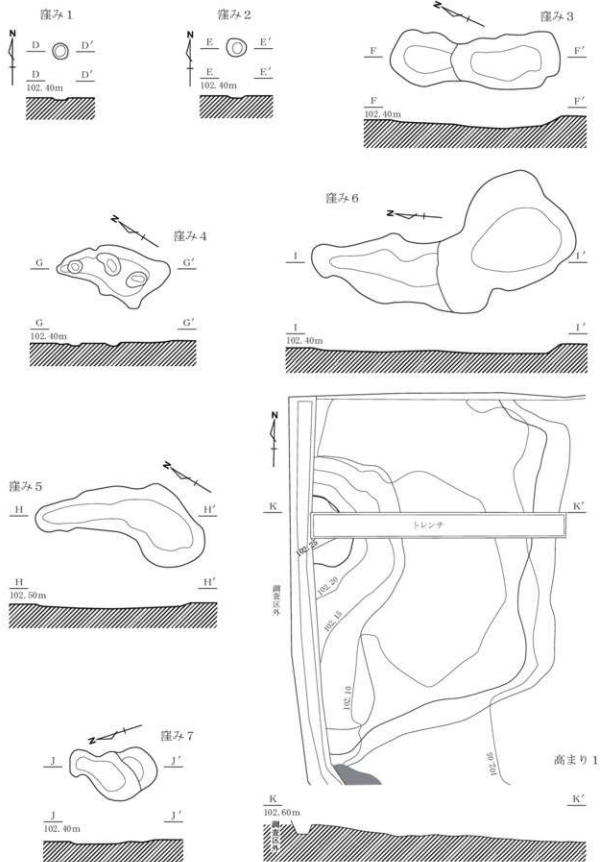 窪み1
N
D D′
D D′
102.40m
窪み2
N
E E′
E E′
102.40m
窪み3
N
F F′
F F′
102.40m
窪み4
N
G G′
G G′
102.40m
窪み6
N
I I′
I I′
102.40m
窪み5
N
H H′
H H′
102.50m
N
K K′
トレンチ
調査区外
102.25
102.20
102.15
102.10
102.05
高まり1
K K′
102.60m
調査区外
窪み7
N
J J′
J J′
102.40m